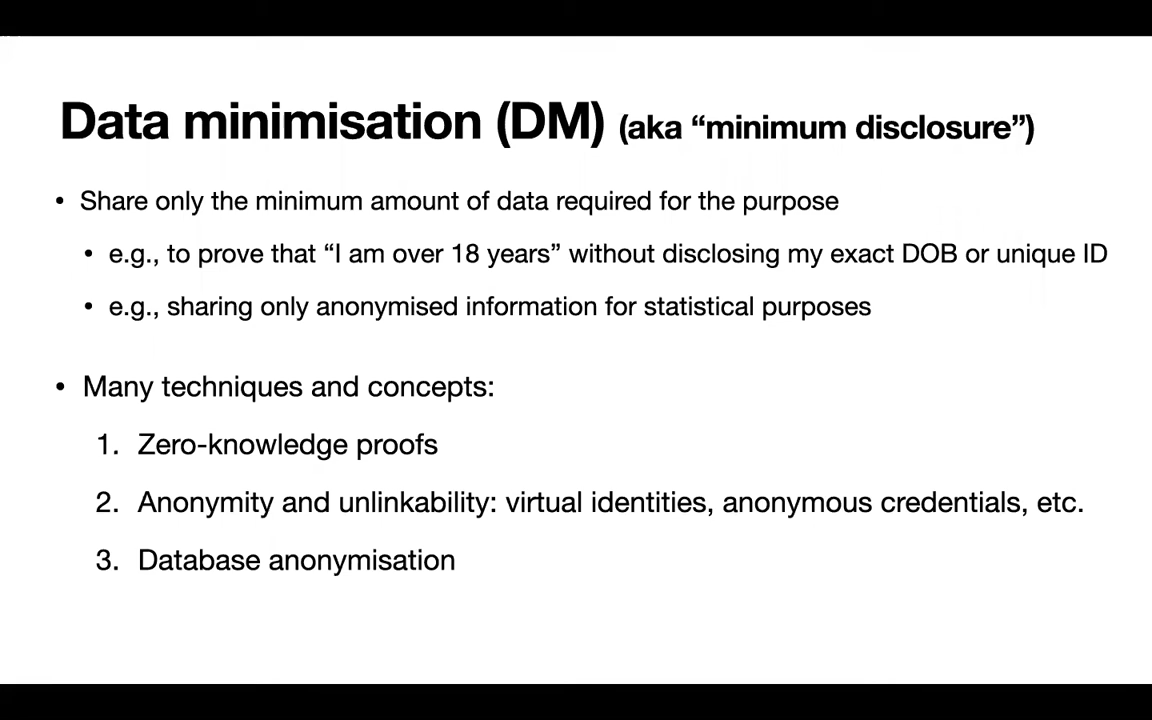 Data minimisation (DM) (aka “minimum disclosure”)
• Share only the minimum amount of data required for the purpose
• e.g., to prove that “I am over 18 years” without disclosing my exact DOB or unique ID
• e.g., sharing only anonymised information for statistical purposes
• Many techniques and concepts:
1. Zero-knowledge proofs
2. Anonymity and unlinkability: virtual identities, anonymous credentials, etc.
3. Database anonymisation